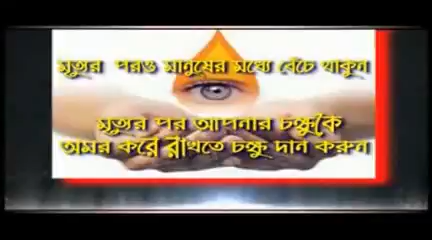 মৃত্যুর পরও মানুষের মধ্যে বেঁচে থাকুন
মৃত্যুর পর আপনার চক্ষুকে
অমর করে রাখতে চক্ষু দান করুন